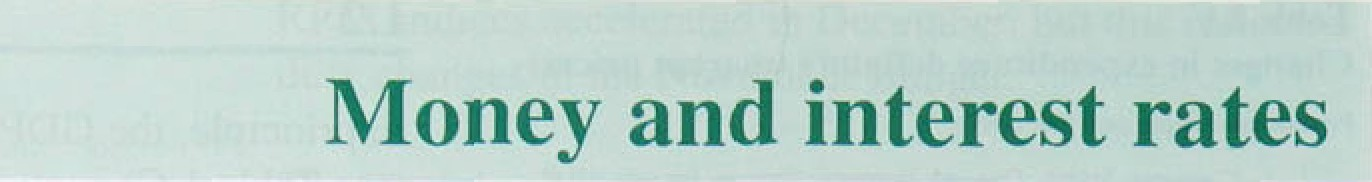 Money and interest rates